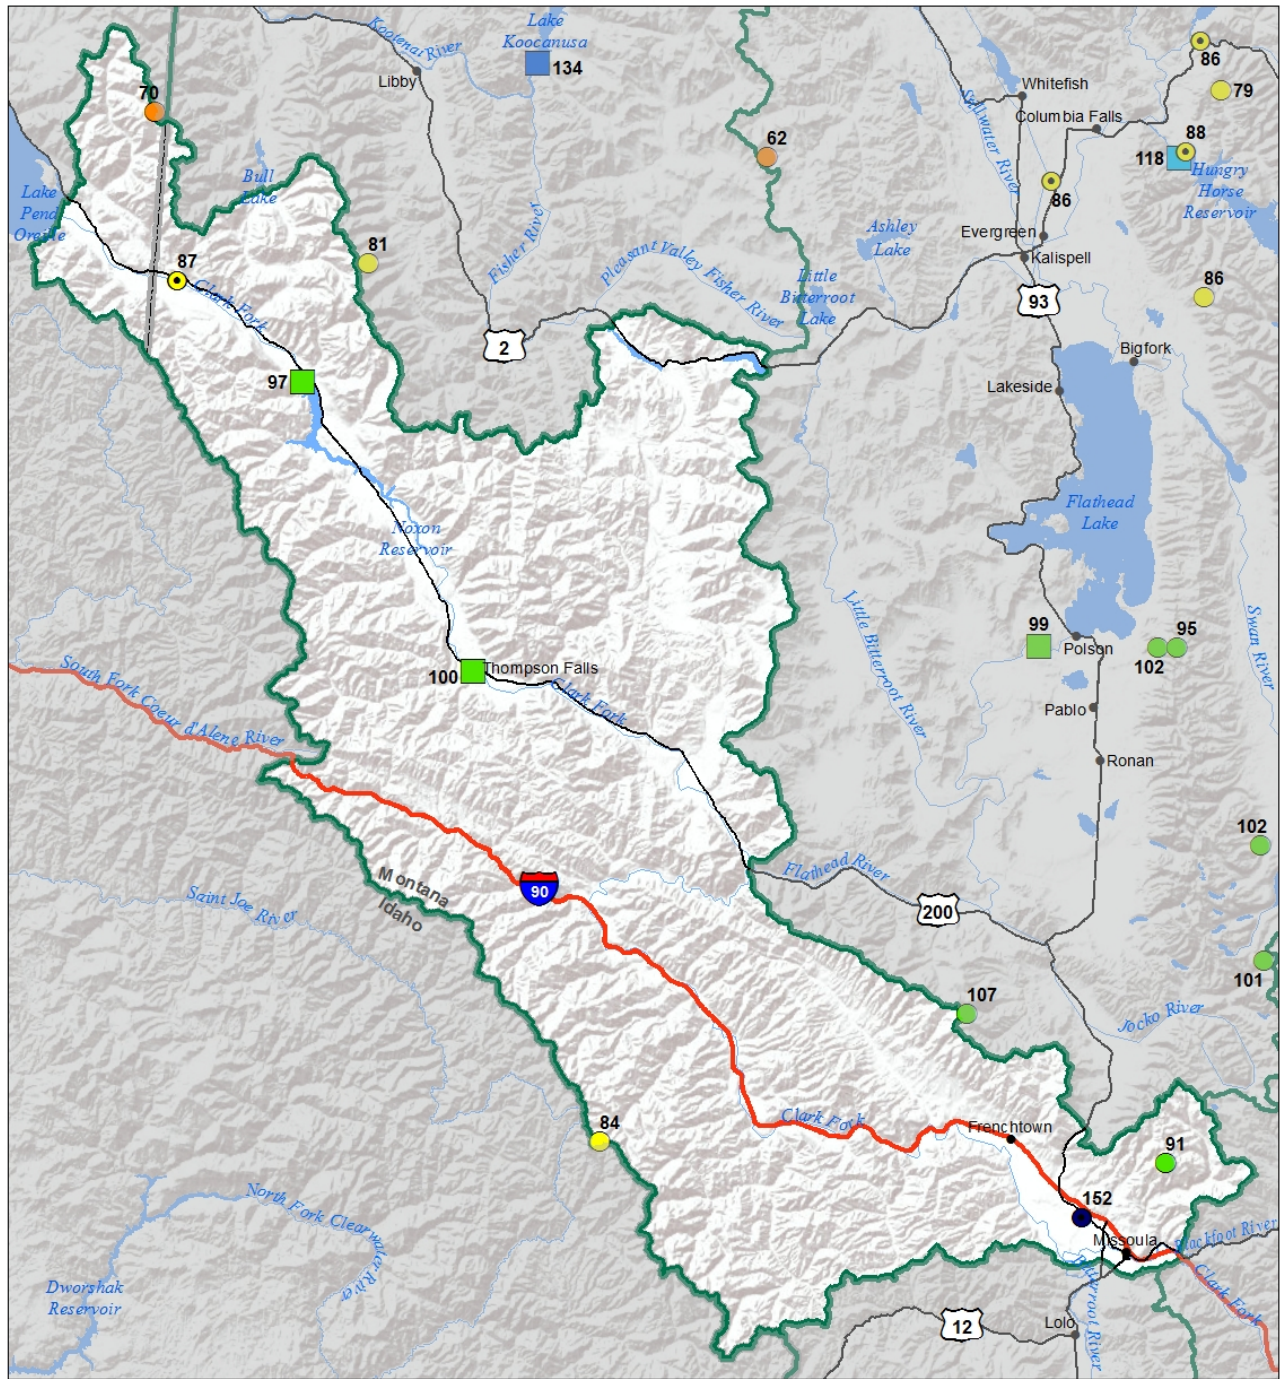 Lake
Koocanusa
Kootenai River
134
Libby
86
79
Whitefish
Columbia Falls
Stillwater River
70
62
88
118
Hungry
Horse
Reservoir
86
Bull
Lake
Lake
Pend
Oreille
Fisher River
Pleasant Valley Fisher River
Ashley
Lake
Evergreen
Kalispell
81
87
Clark Fork
Little
Bitterroot
Lake
93
86
2
Bigfork
97
Lakeside
Noxon
Reservoir
Flathead
Lake
Little Bitterroot River
Swan River
99
95
Polson
102
100
Thompson Falls
South Fork Coeur d'Alene River
Clark Fork
Pablo
Ronan
102
Montana
Idaho
90
Flathead River
Saint Joe River
200
101
107
Jocko River
84
Clark Fork
Frenchtown
91
152
North Fork Clearwater River
Missoula
Blackfoot River
Bitterroot River
Clark Fork
Dworshak
Reservoir
12
Lolo